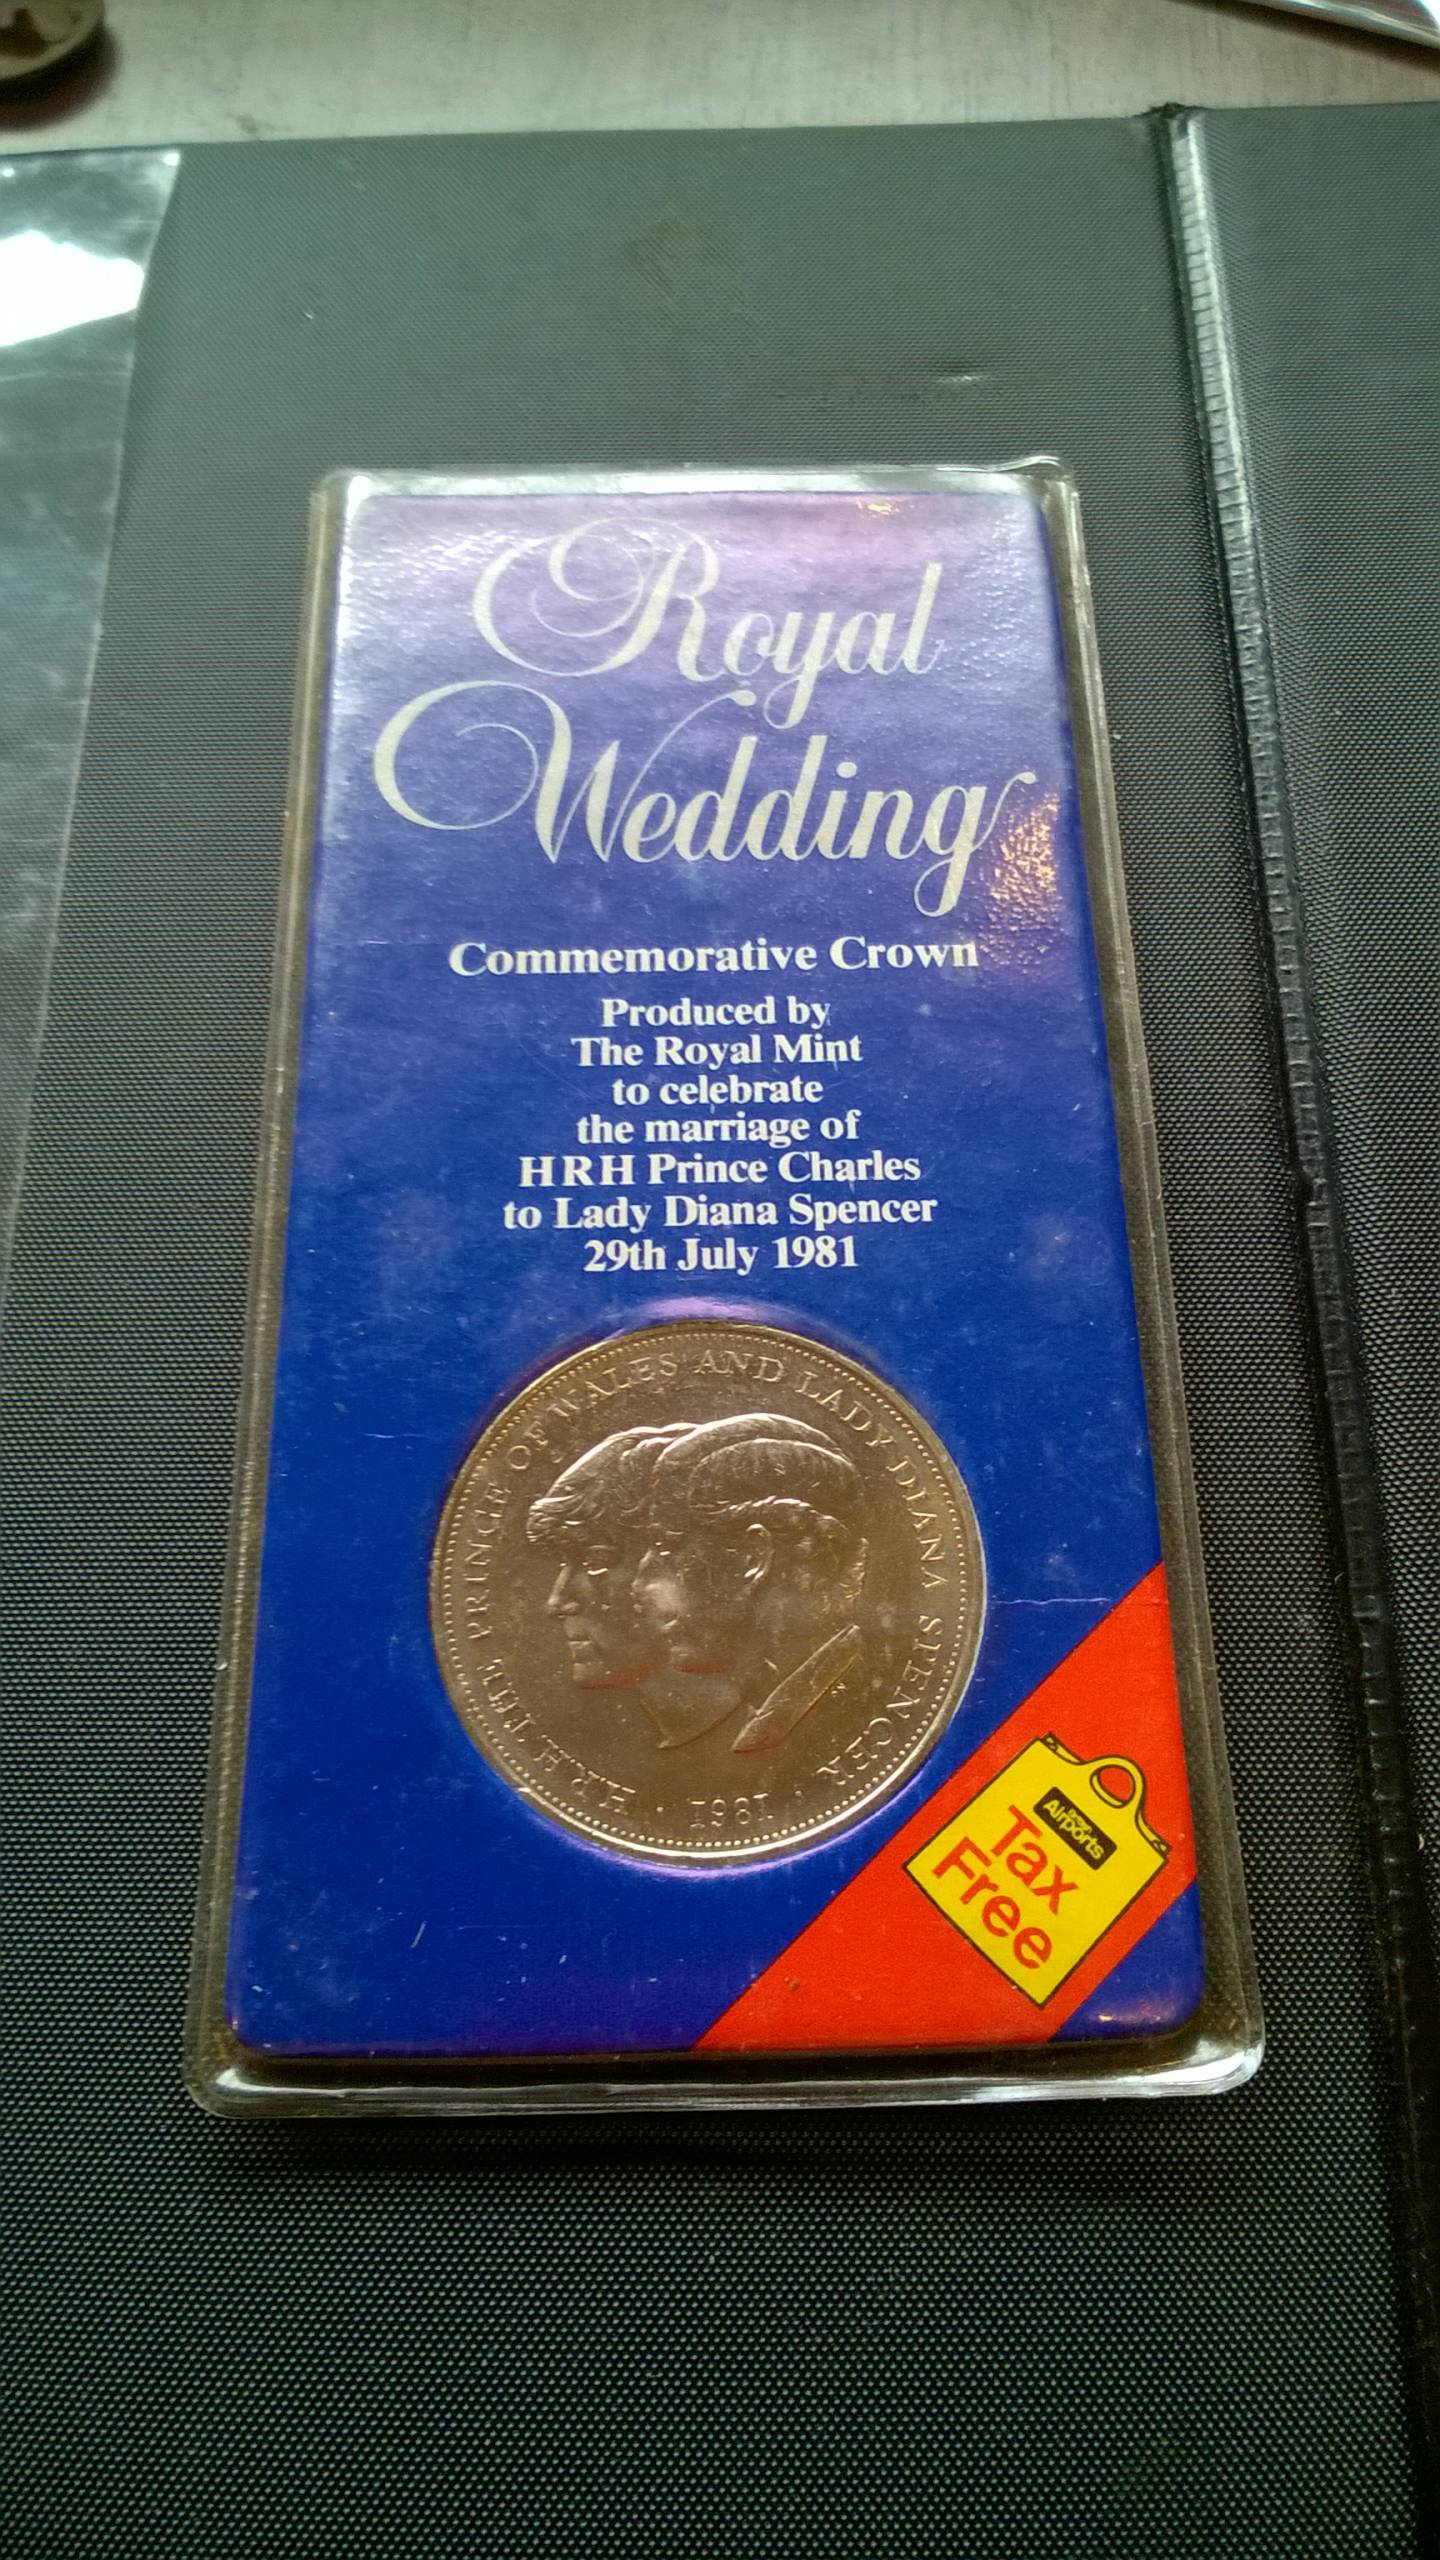 Royal
Wedding
Commemorative Crown
Produced by
The Royal Mint
to celebrate
the marriage of
HRH Prince Charles
to Lady Diana Spencer
29th July 1981
HRH THE PRINCE OF WALES AND LADY DIANA SPENCER
· 1981 ·
Airports
Tax
Free